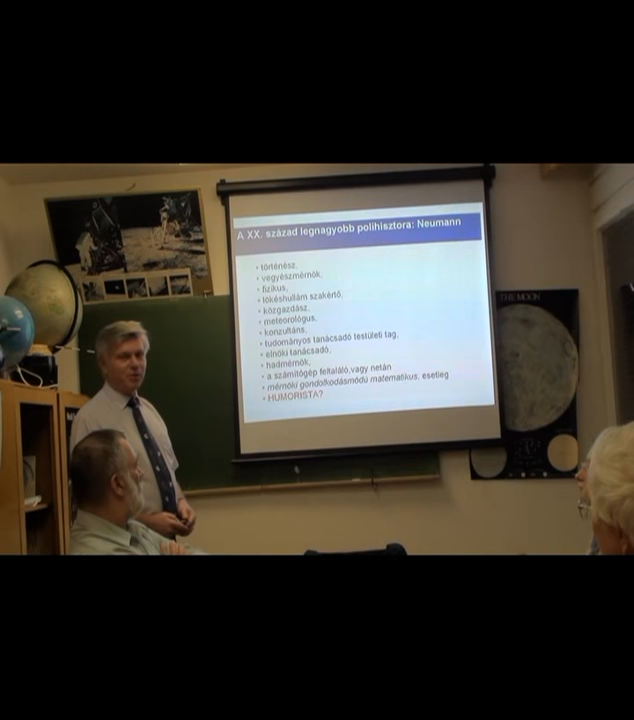 A XX. század legnagyobb polihisztora: Neumann
• történész,
• vegyészmérnök,
• fizikus,
• lökéshullám szakértő,
• közgazdász,
• meteorológus,
• konzultáns,
• tudományos tanácsadó testületi tag,
• elnöki tanácsadó,
• hadmérnök,
• a számítógép feltaláló,vagy netán
• mérnöki gondolkodásmódú matematikus, esetleg
• HUMORISTA?
THE MOON